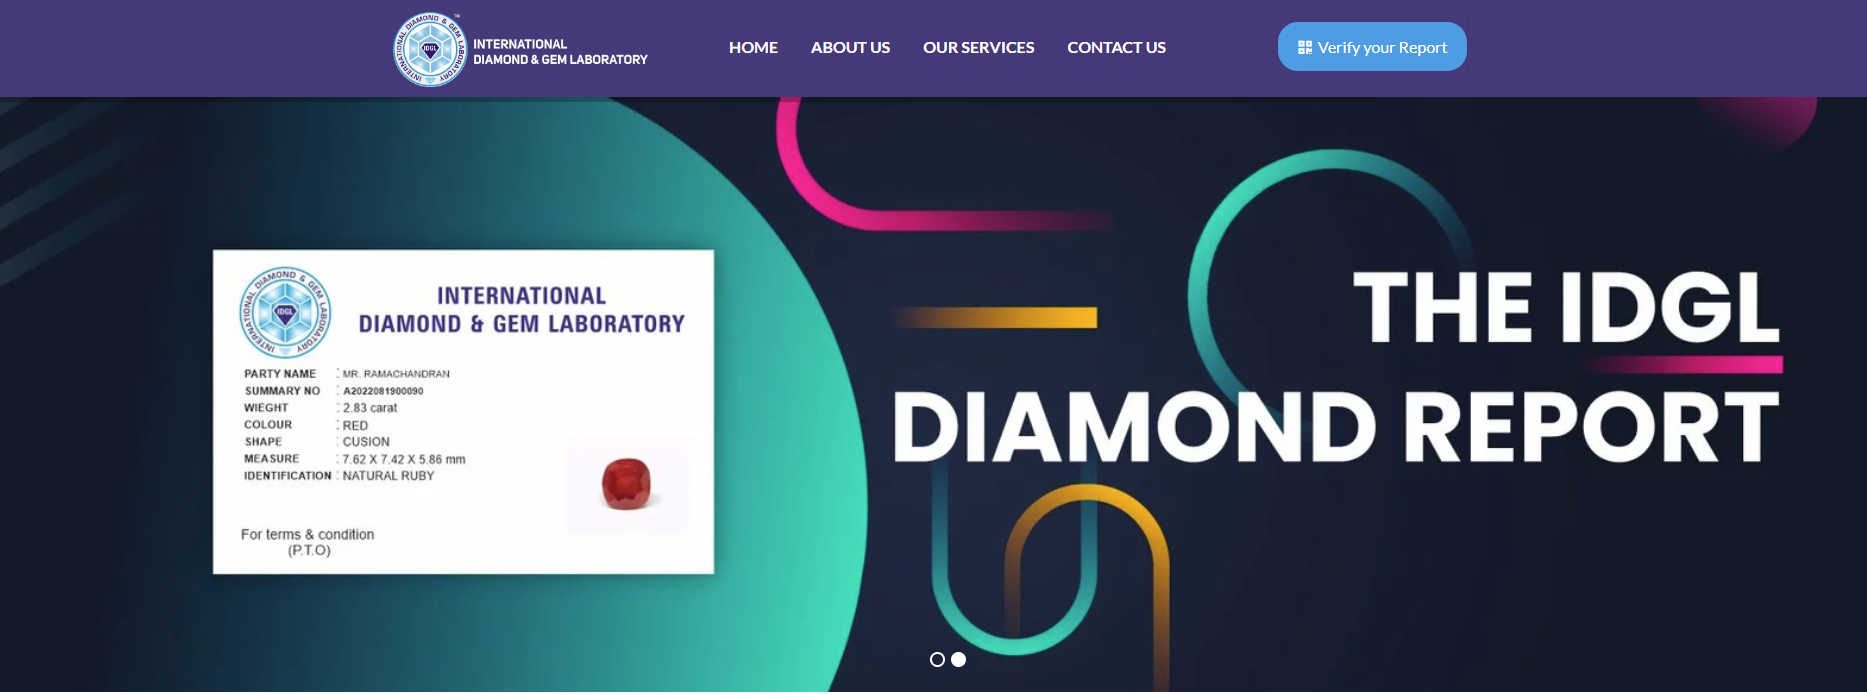 INTERNATIONAL DIAMOND & GEM LABORATORY
IDGL
INTERNATIONAL
DIAMOND & GEM LABORATORY
HOME
ABOUT US
OUR SERVICES
CONTACT US
Verify your Report
INTERNATIONAL DIAMOND & GEM LABORATORY
IDGL
INTERNATIONAL
DIAMOND & GEM LABORATORY
PARTY NAME : MR. RAMACHANDRAN
SUMMARY NO : A2022081900090
WIEGHT : 2.83 carat
COLOUR : RED
SHAPE : CUSION
MEASURE : 7.62 X 7.42 X 5.86 mm
IDENTIFICATION : NATURAL RUBY
For terms & condition
(P.T.O)
THE IDGL
DIAMOND REPORT